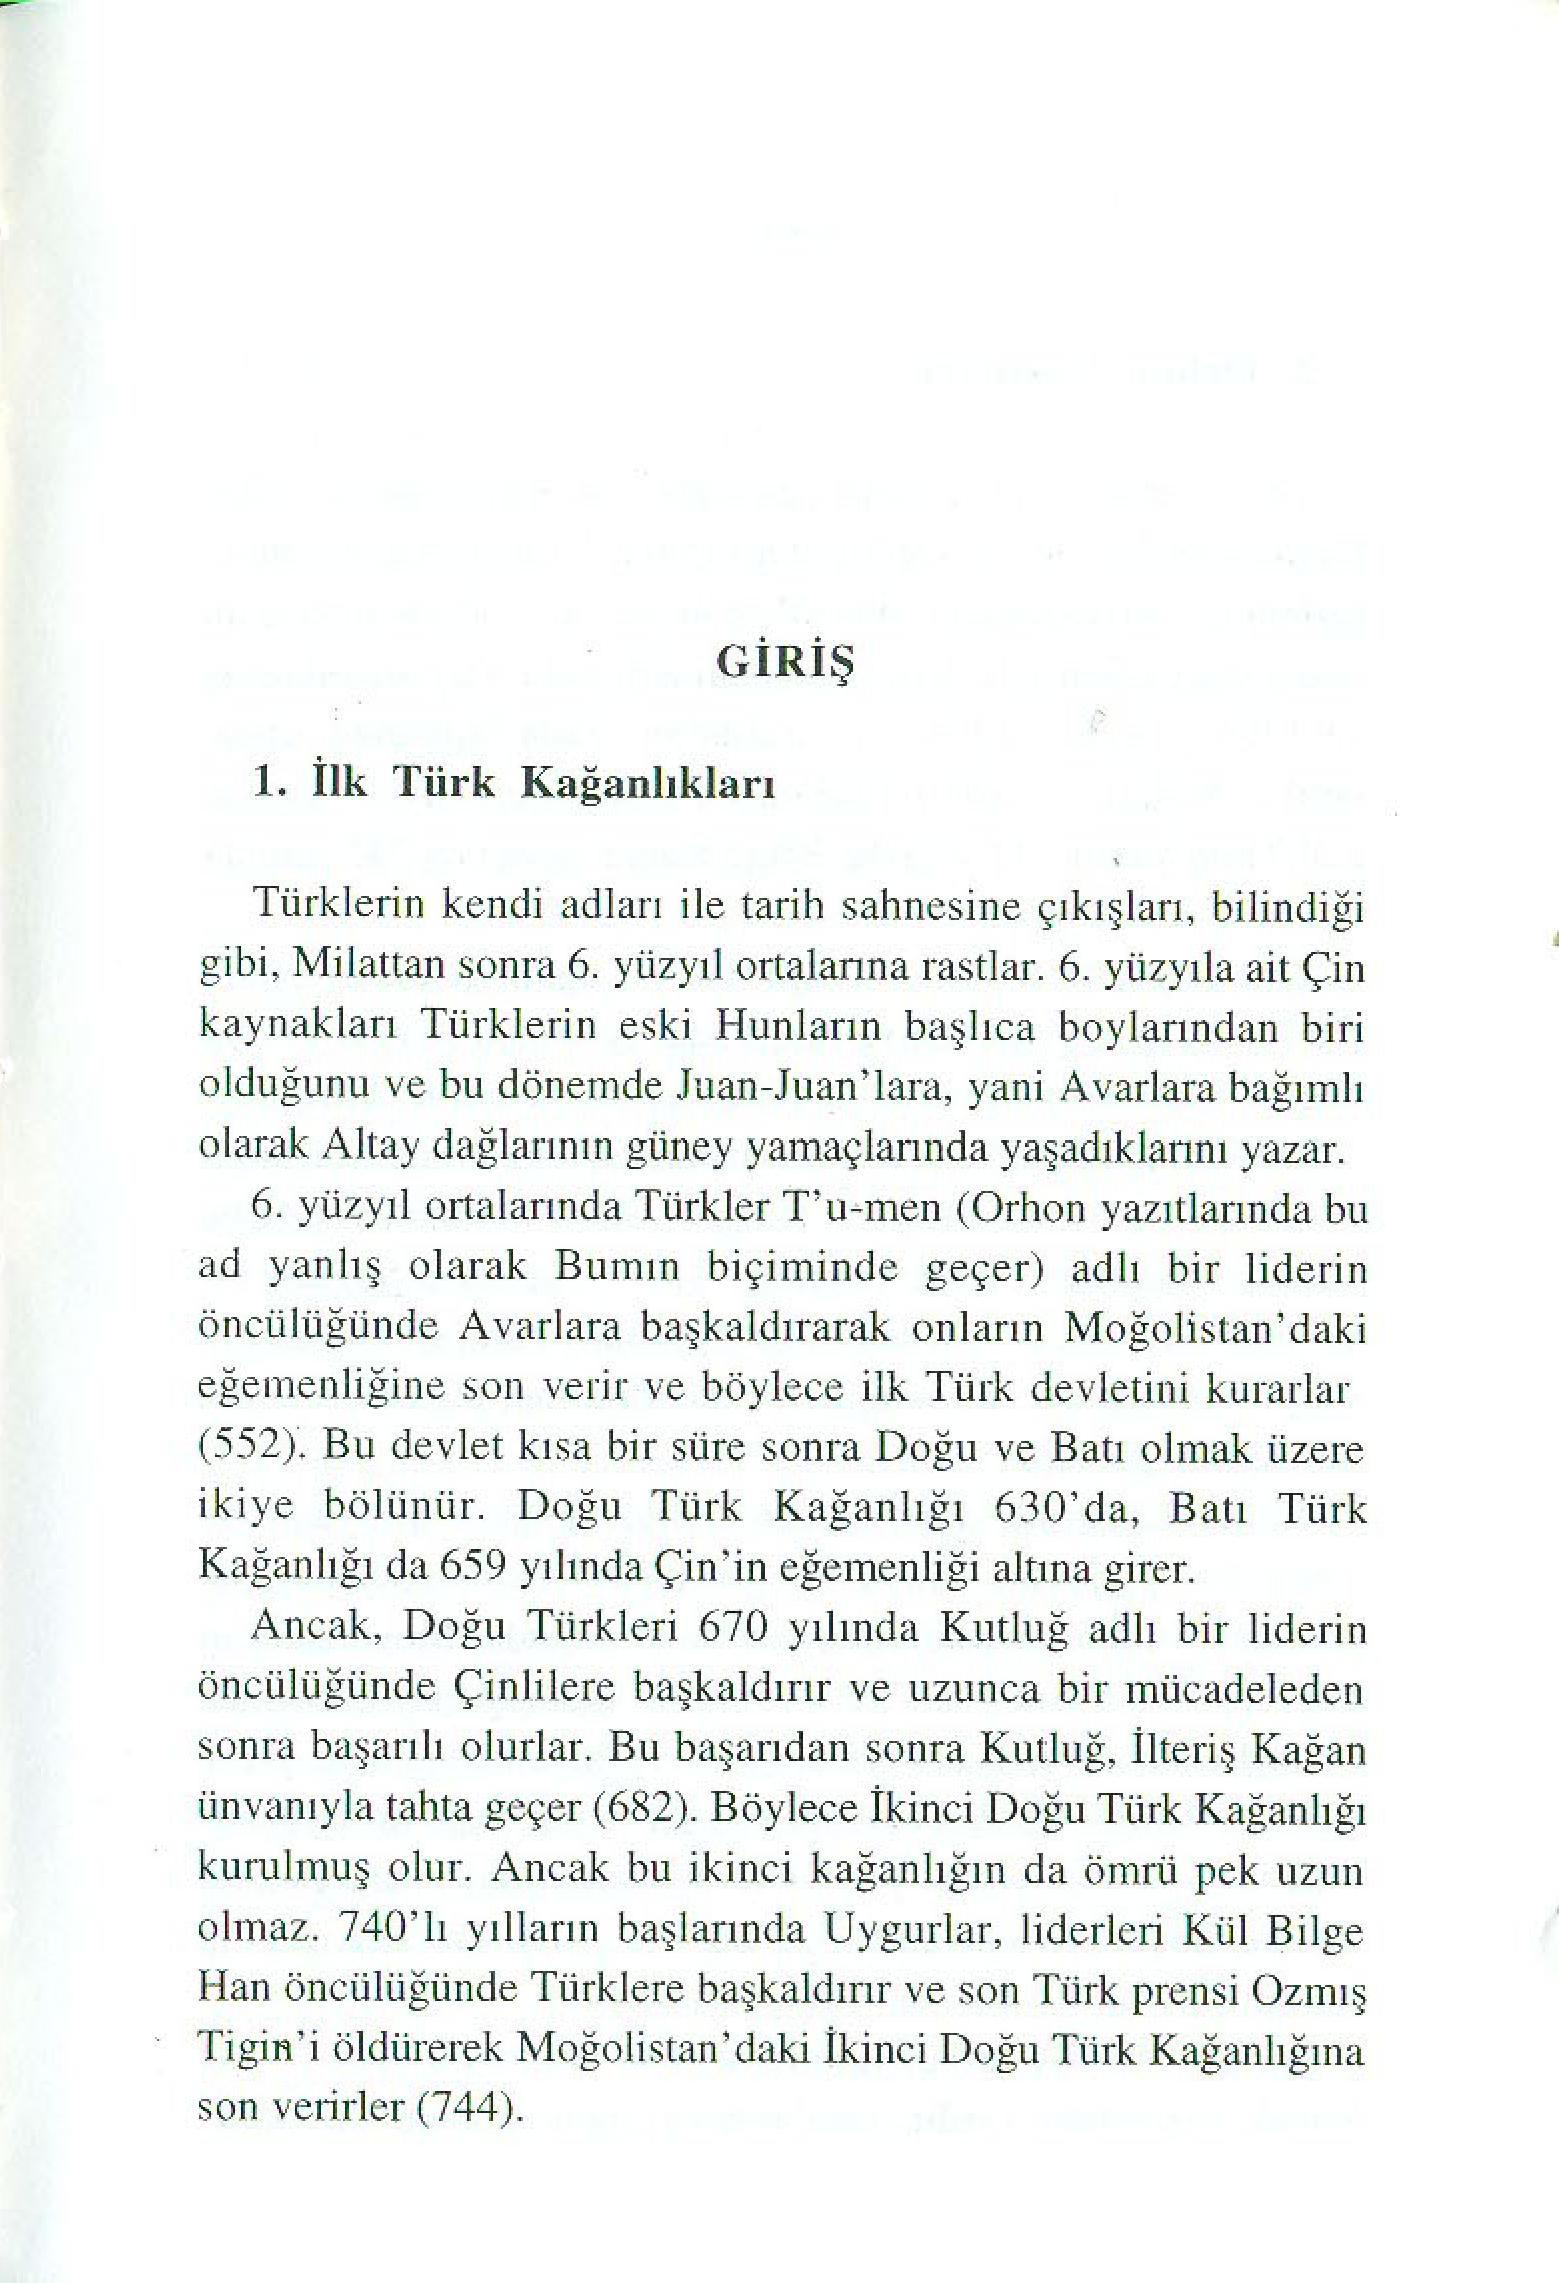 GİRİŞ
1. İlk Türk Kağanlıkları
Türklerin kendi adları ile tarih sahnesine çıkışları, bilindiği
gibi, Milattan sonra 6. yüzyıl ortalarına rastlar. 6. yüzyıla ait Çin
kaynakları Türklerin eski Hunların başlıca boylarından biri
olduğunu ve bu dönemde Juan-Juan'lara, yani Avarlara bağımlı
olarak Altay dağlarının güney yamaçlarında yaşadıklarını yazar.
6. yüzyıl ortalarında Türkler T'u-men (Orhon yazıtlarında bu
ad yanlış olarak Bumın biçiminde geçer) adlı bir liderin
öncülüğünde Avarlara başkaldırarak onların Moğolistan'daki
eğemenliğine son verir ve böylece ilk Türk devletini kurarlar
(552). Bu devlet kısa bir süre sonra Doğu ve Batı olmak üzere
ikiye bölünür. Doğu Türk Kağanlığı 630'da, Batı Türk
Kağanlığı da 659 yılında Çin'in eğemenliği altına girer.
Ancak, Doğu Türkleri 670 yılında Kutluğ adlı bir liderin
öncülüğünde Çinlilere başkaldırır ve uzunca bir mücadeleden
sonra başarılı olurlar. Bu başarıdan sonra Kutluğ, İlteriş Kağan
ünvanıyla tahta geçer (682). Böylece İkinci Doğu Türk Kağanlığı
kurulmuş olur. Ancak bu ikinci kağanlığın da ömrü pek uzun
olmaz. 740'lı yılların başlarında Uygurlar, liderleri Kül Bilge
Han öncülüğünde Türklere başkaldırır ve son Türk prensi Ozmış
Tigin'i öldürerek Moğolistan'daki İkinci Doğu Türk Kağanlığına
son verirler (744).